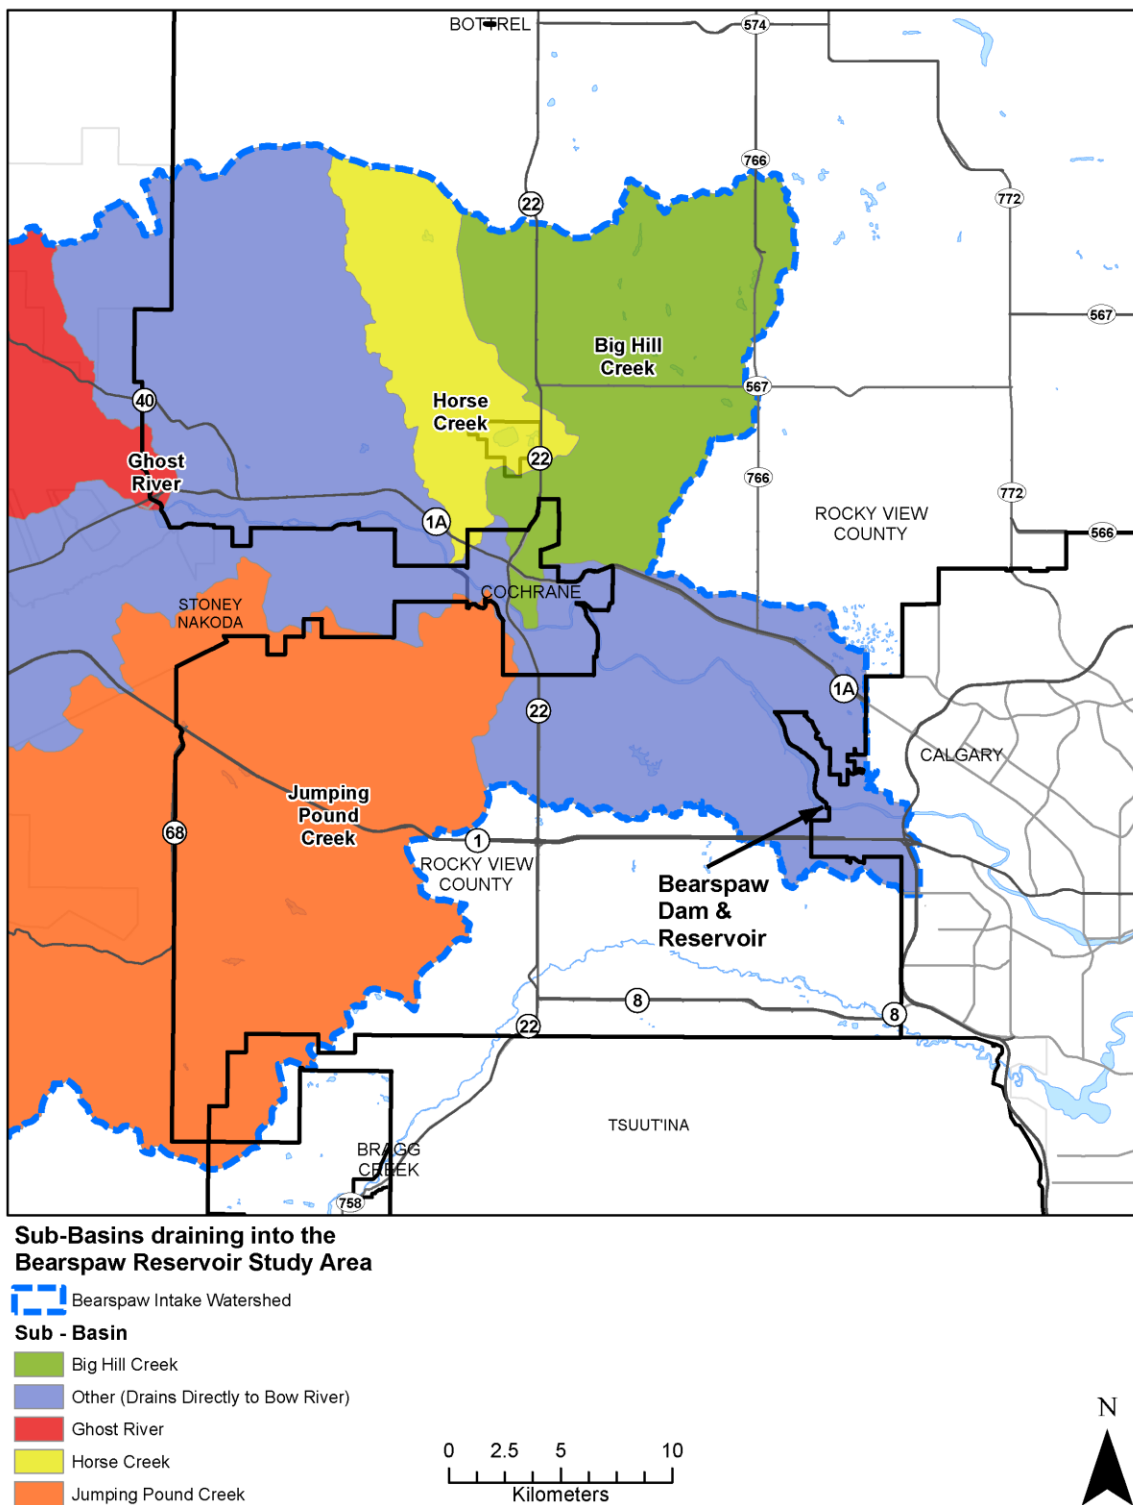 BOTTREL
574
766
772
22
567
Big Hill
Creek
567
40
Horse
Creek
Ghost
River
22
766
772
1A
ROCKY VIEW
COUNTY
566
COCHRANE
STONEY
NAKODA
1A
22
CALGARY
Jumping
Pound
Creek
68
1
ROCKY VIEW
COUNTY
Bearspaw
Dam &
Reservoir
8
8
22
TSUUT'INA
BRAGG
CREEK
758
Sub-Basins draining into the
Bearspaw Reservoir Study Area
Bearspaw Intake Watershed
Sub - Basin
Big Hill Creek
Other (Drains Directly to Bow River)
Ghost River
Horse Creek
Jumping Pound Creek
0 2.5 5 10
Kilometers
N